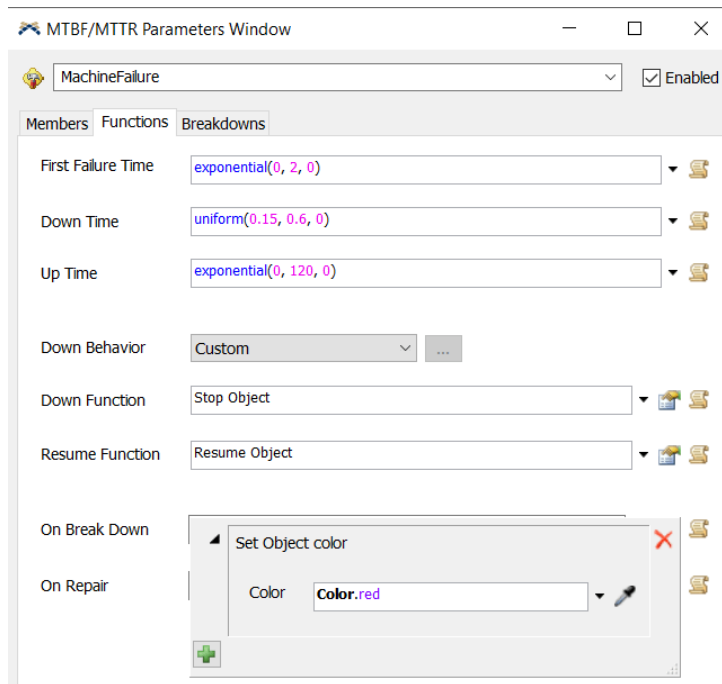 MTBF/MTTR Parameters Window
MachineFailure
Enabled
Members Functions Breakdowns
First Failure Time exponential(0, 2, 0)
Down Time uniform(0.15, 0.6, 0)
Up Time exponential(0, 120, 0)
Down Behavior Custom ...
Down Function Stop Object
Resume Function Resume Object
On Break Down
Set Object color
On Repair
Color Color.red